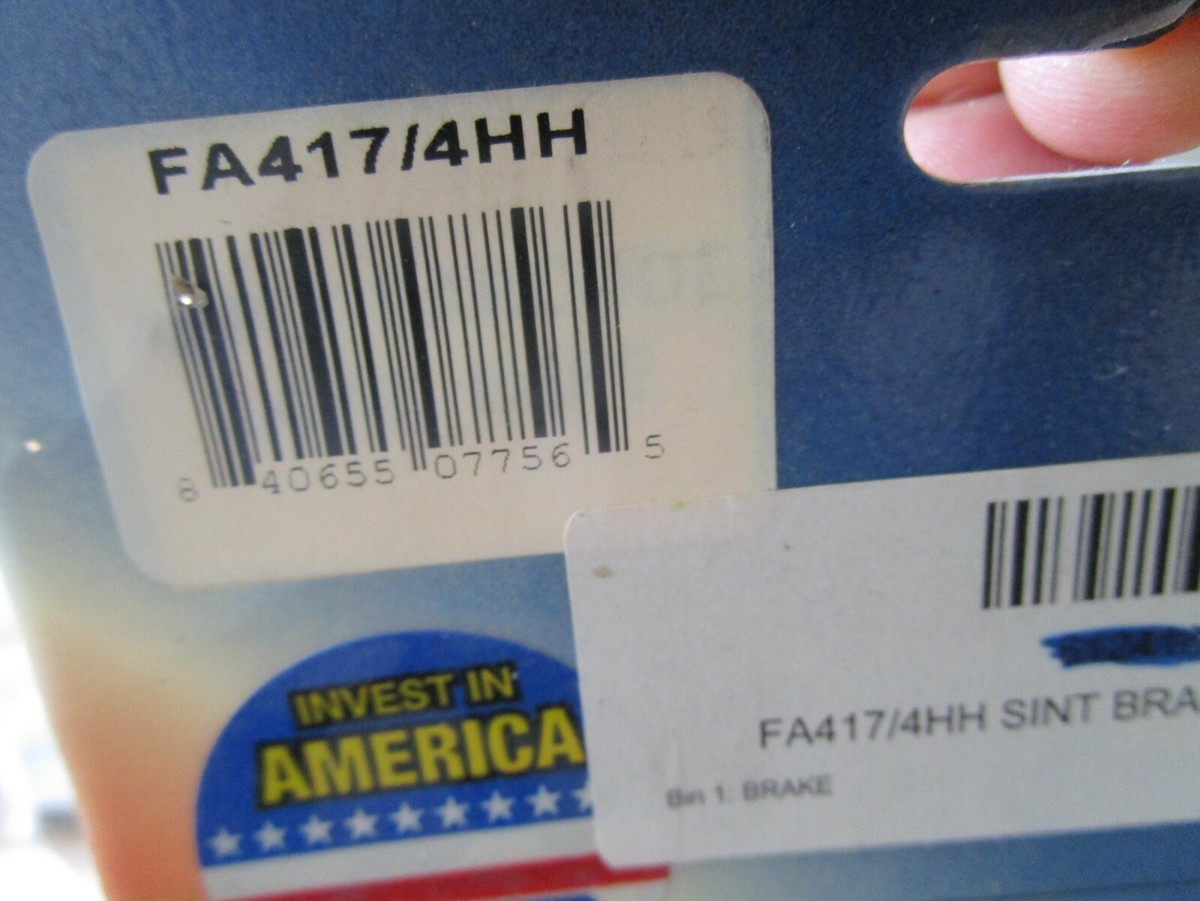 FA417/4HH
8 40655 07756 5
INVEST IN
AMERICA
FA417/4HH SINT BRA
Bin 1: BRAKE